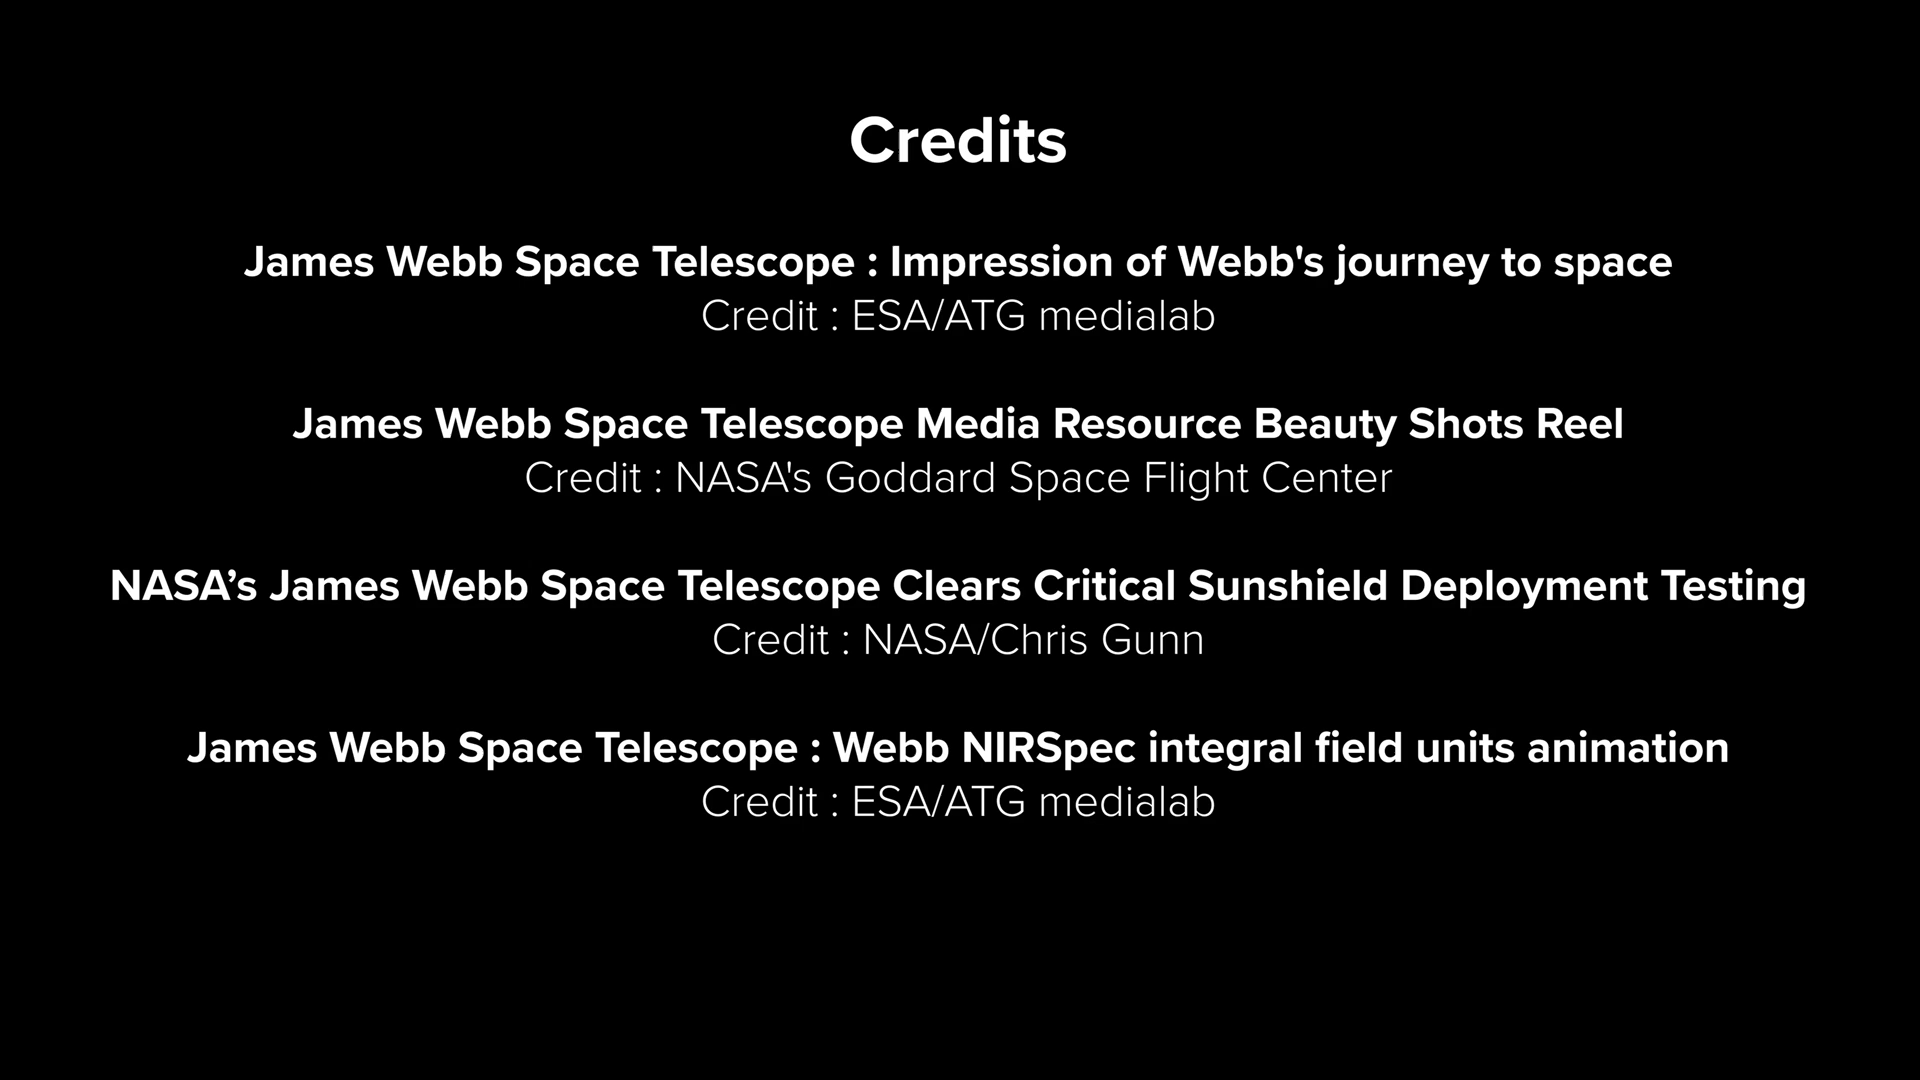 Credits
James Webb Space Telescope : Impression of Webb's journey to space
Credit : ESA/ATG medialab
James Webb Space Telescope Media Resource Beauty Shots Reel
Credit : NASA's Goddard Space Flight Center
NASA’s James Webb Space Telescope Clears Critical Sunshield Deployment Testing
Credit : NASA/Chris Gunn
James Webb Space Telescope : Webb NIRSpec integral field units animation
Credit : ESA/ATG medialab